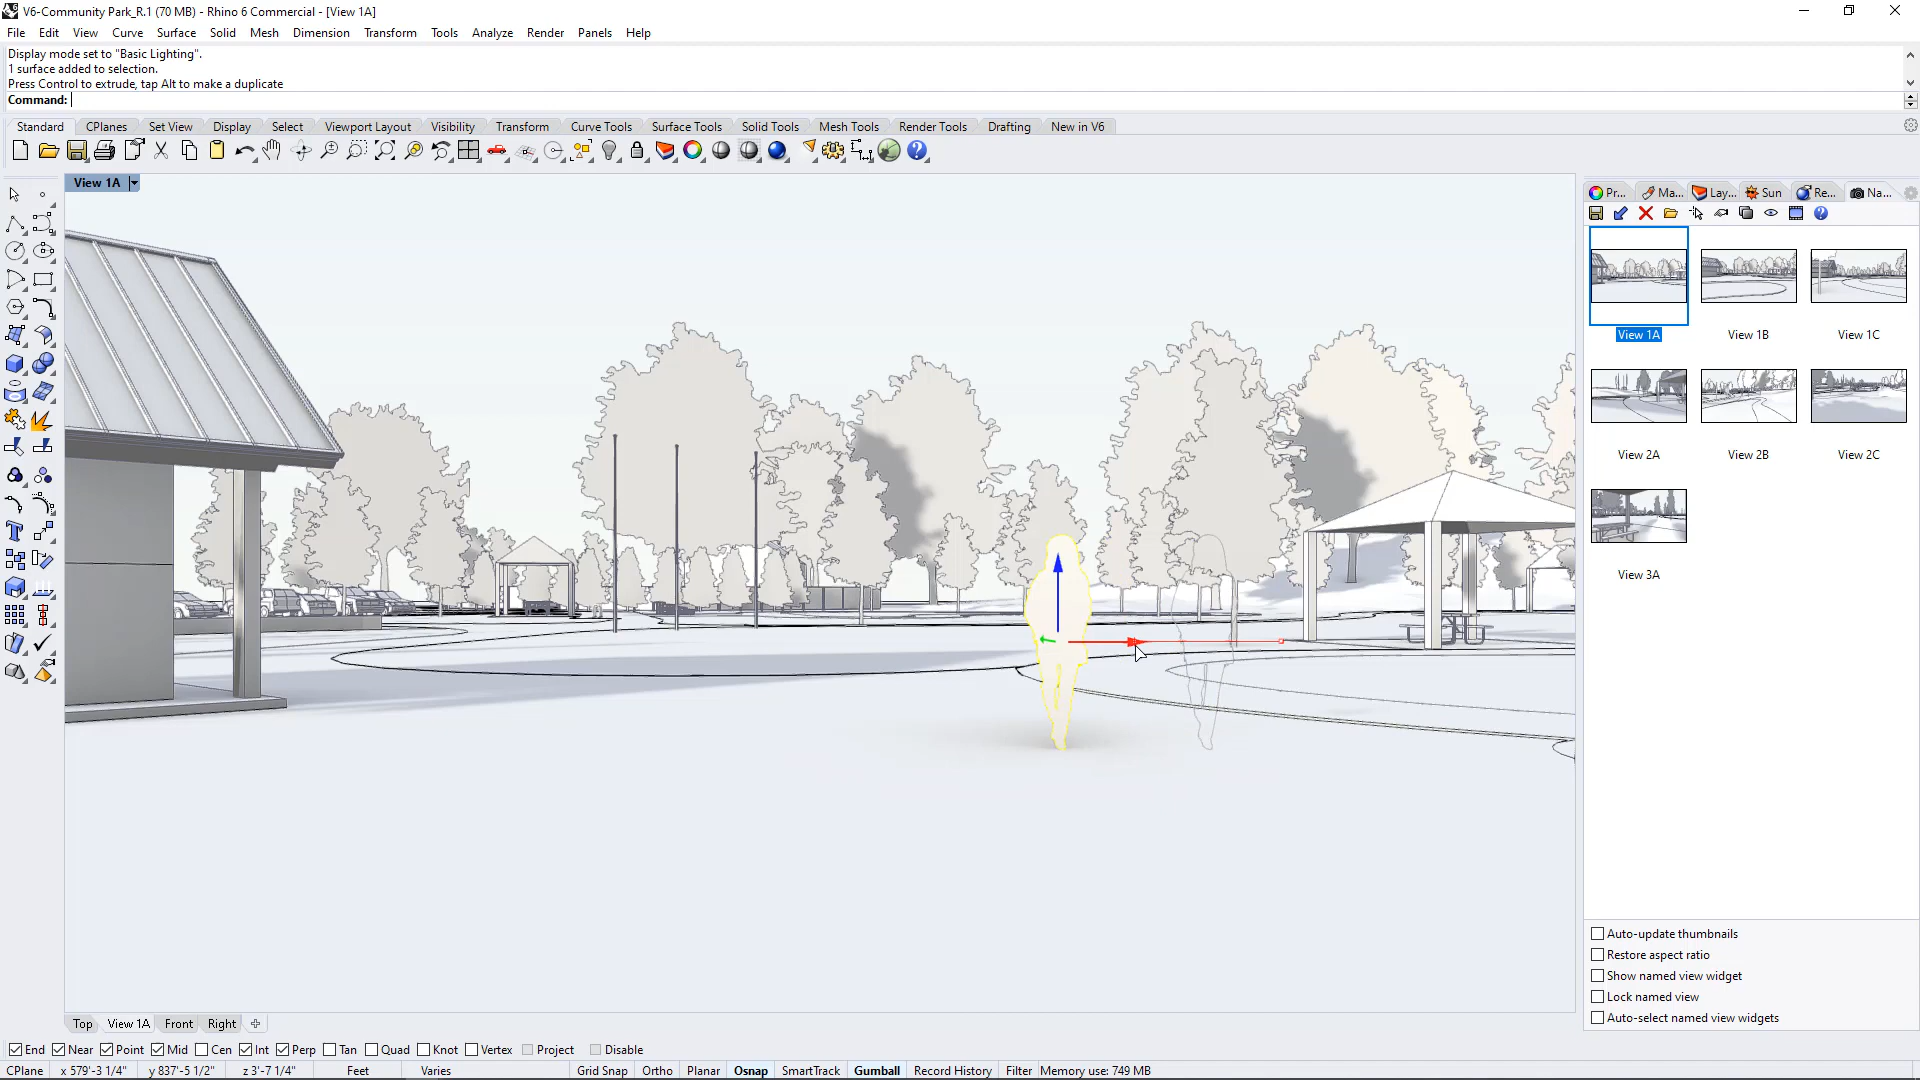 V6-Community Park_R.1 (70 MB) - Rhino 6 Commercial - [View 1A]
File Edit View Curve Surface Solid Mesh Dimension Transform Tools Analyze Render Panels Help
Display mode set to "Basic Lighting".
1 surface added to selection.
Press Control to extrude, tap Alt to make a duplicate
Command:
Standard CPlanes Set View Display Select Viewport Layout Visibility Transform Curve Tools Surface Tools Solid Tools Mesh Tools Render Tools Drafting New in V6
View 1A
Pr... Ma... Lay... Sun Re... Na...
View 1A View 1B View 1C
View 2A View 2B View 2C
View 3A
Auto-update thumbnails
Restore aspect ratio
Show named view widget
Lock named view
Auto-select named view widgets
Top View 1A Front Right
End Near Point Mid Cen Int Perp Tan Quad Knot Vertex Project Disable
CPlane x 579'-3 1/4" y 837'-5 1/2" z 3'-7 1/4" Feet Varies Grid Snap Ortho Planar Osnap SmartTrack Gumball Record History Filter Memory use: 749 MB